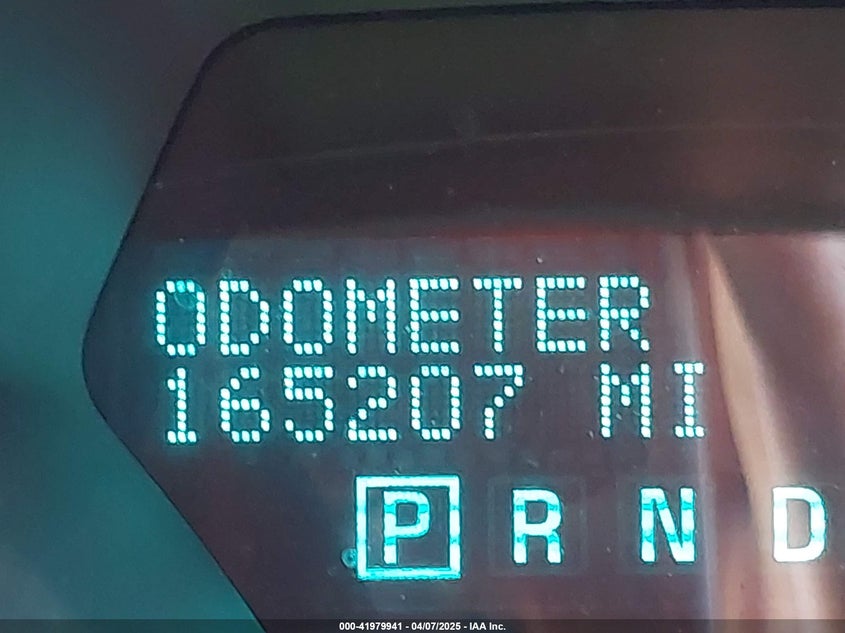 ODOMETER
165207 MI
P R N D
000-41979941 - 04/07/2025 - IAA Inc.